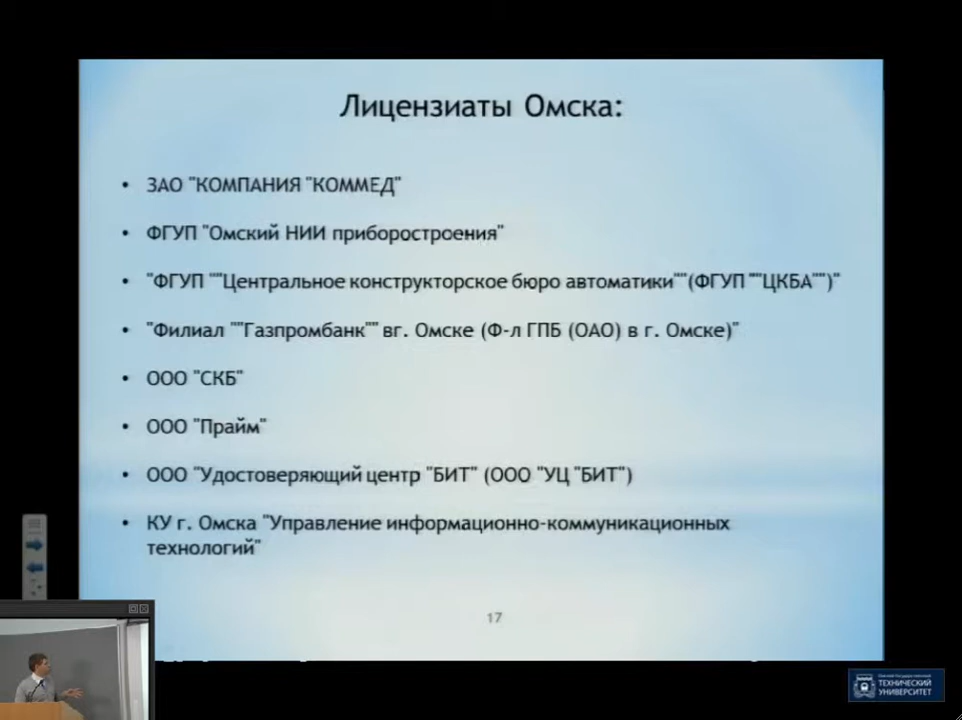 Лицензиаты Омска:
• ЗАО "КОМПАНИЯ "КОММЕД"
• ФГУП "Омский НИИ приборостроения"
• "ФГУП ""Центральное конструкторское бюро автоматики""(ФГУП ""ЦКБА"")"
• "Филиал ""Газпромбанк"" вг. Омске (Ф-л ГПБ (ОАО) в г. Омске)"
• ООО "СКБ"
• ООО "Прайм"
• ООО "Удостоверяющий центр "БИТ" (ООО "УЦ "БИТ")
• КУ г. Омска "Управление информационно-коммуникационных
технологий"
17
ТЕХНИЧЕСКИЙ
УНИВЕРСИТЕТ